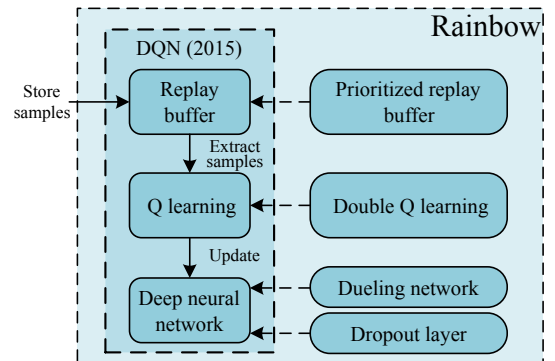 Rainbow
DQN (2015)
Store
samples
Replay
buffer
Prioritized replay
buffer
Extract
samples
Q learning
Double Q learning
Update
Deep neural
network
Dueling network
Dropout layer